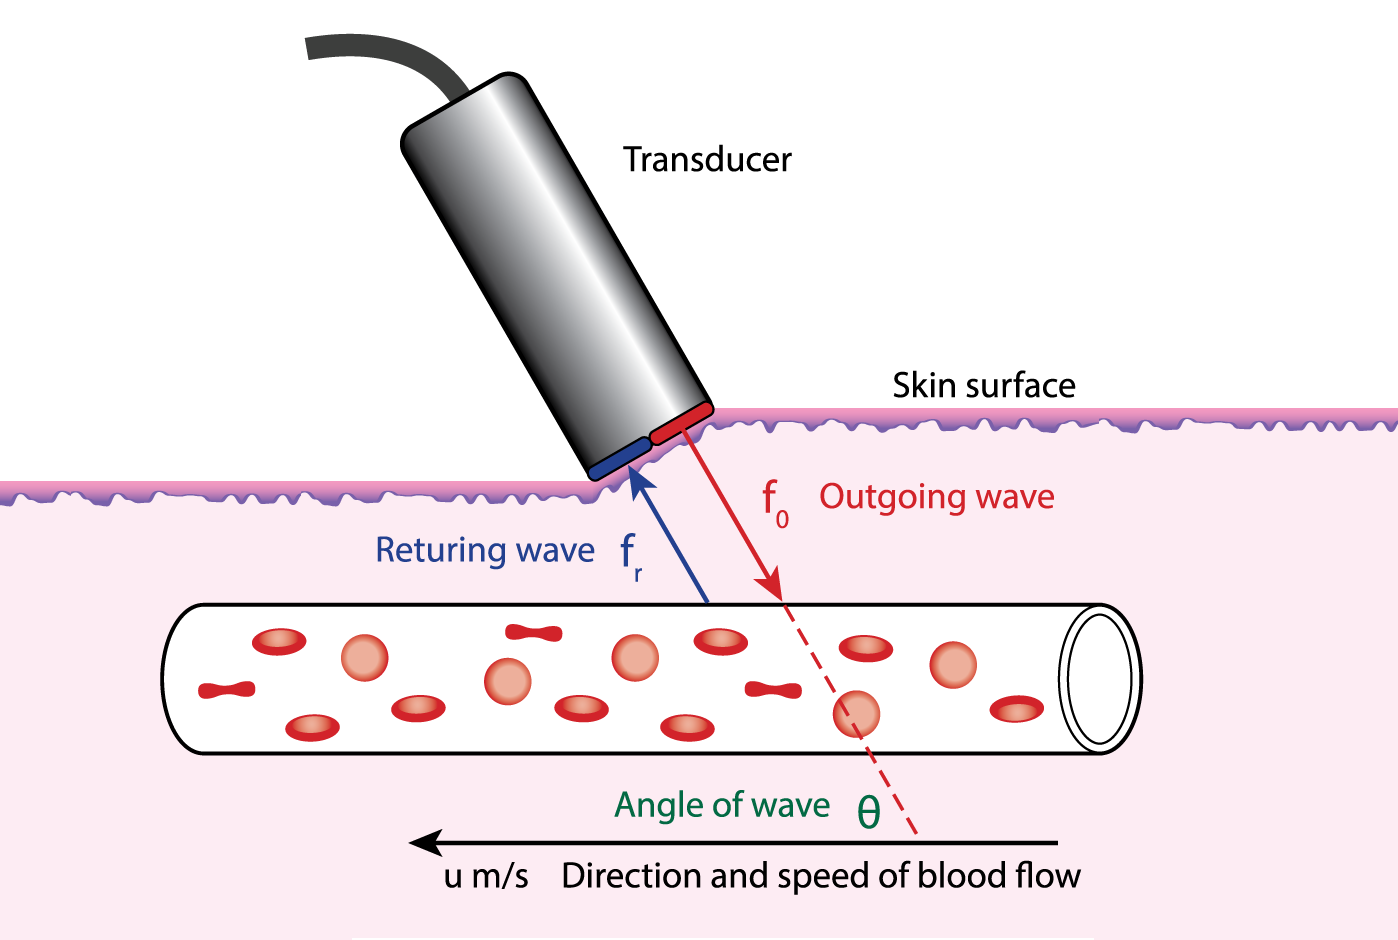 Transducer
Skin surface
f0 Outgoing wave
Returing wave fr
Angle of wave θ
u m/s Direction and speed of blood flow